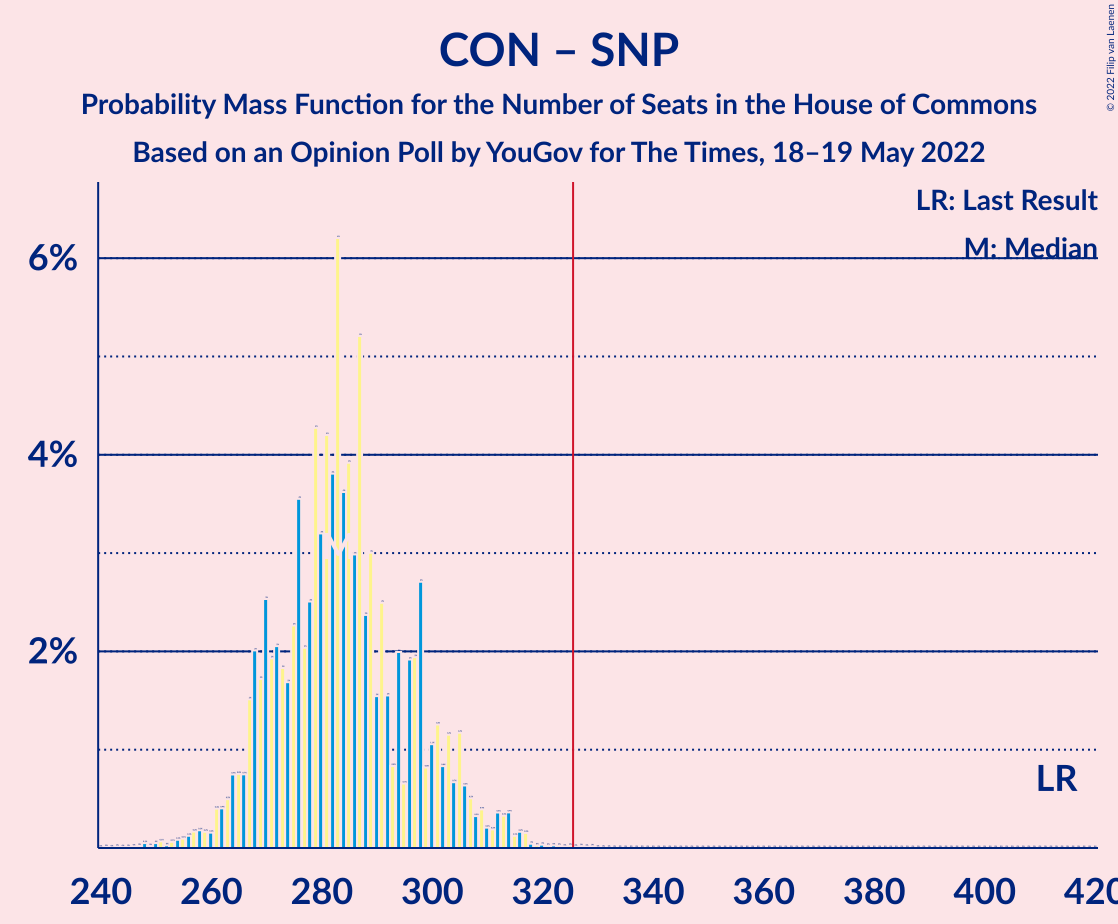 CON – SNP
Probability Mass Function for the Number of Seats in the House of Commons
Based on an Opinion Poll by YouGov for The Times, 18–19 May 2022
© 2022 Filip van Laenen
LR: Last Result
M: Median
6%
4%
2%
M
LR
240 260 280 300 320 340 360 380 400 420